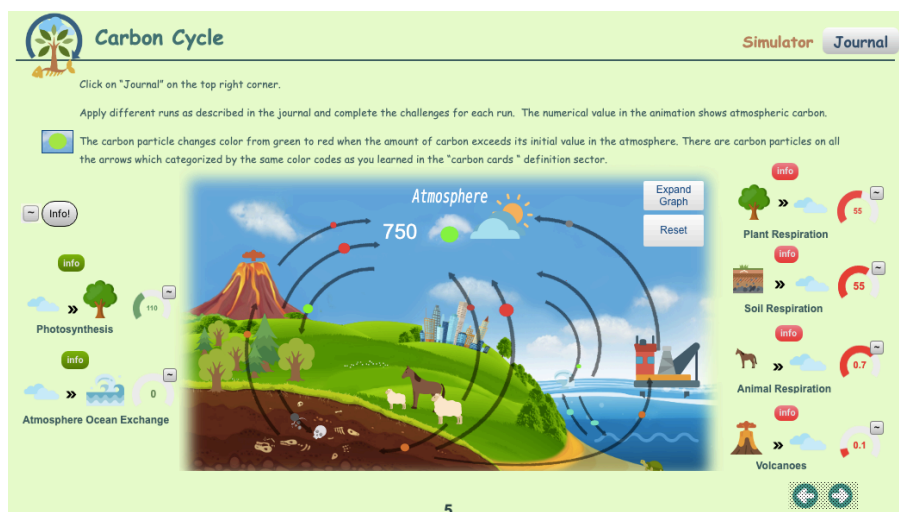 Carbon Cycle
Simulator
Journal
Click on "Journal" on the top right corner.
Apply different runs as described in the journal and complete the challenges for each run. The numerical value in the animation shows atmospheric carbon.
The carbon particle changes color from green to red when the amount of carbon exceeds its initial value in the atmosphere. There are carbon particles on all
the arrows which categorized by the same color codes as you learned in the "carbon cards " definition sector.
~ Info!
Atmosphere
750
Expand
Graph
Reset
info
»
110
~
Photosynthesis
info
»
0
~
Atmosphere Ocean Exchange
info
»
55
~
Plant Respiration
info
»
55
~
Soil Respiration
info
»
0.7
~
Animal Respiration
info
»
0.1
~
Volcanoes
5